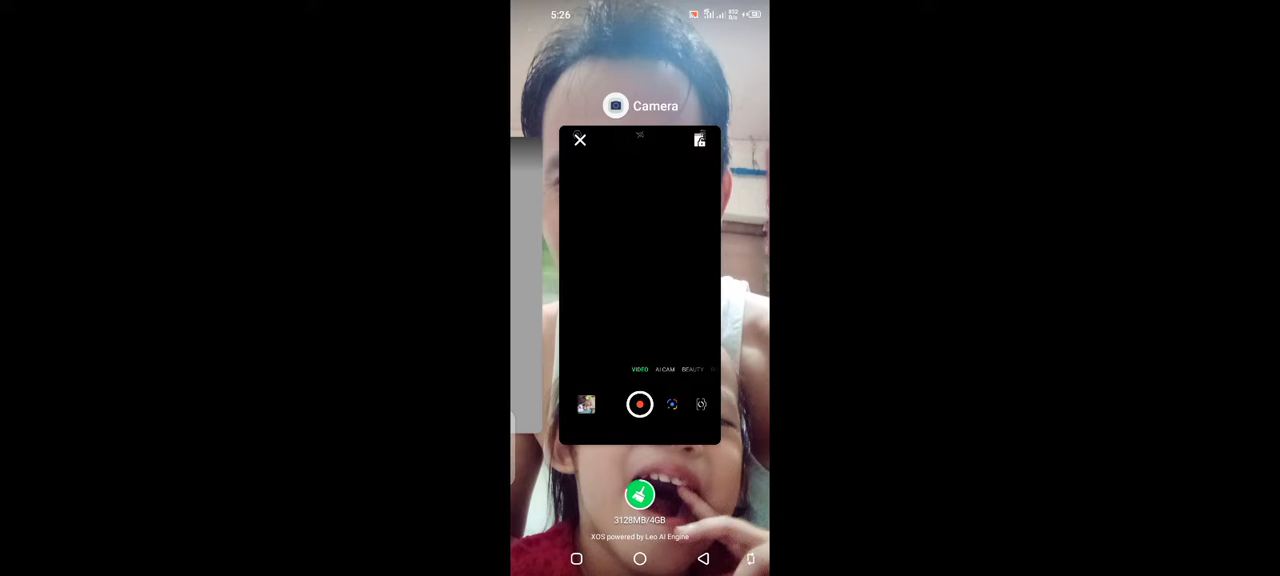 5:26
Camera
VIDEO AI CAM BEAUTY
3128MB/4GB
XOS powered by Leo AI Engine